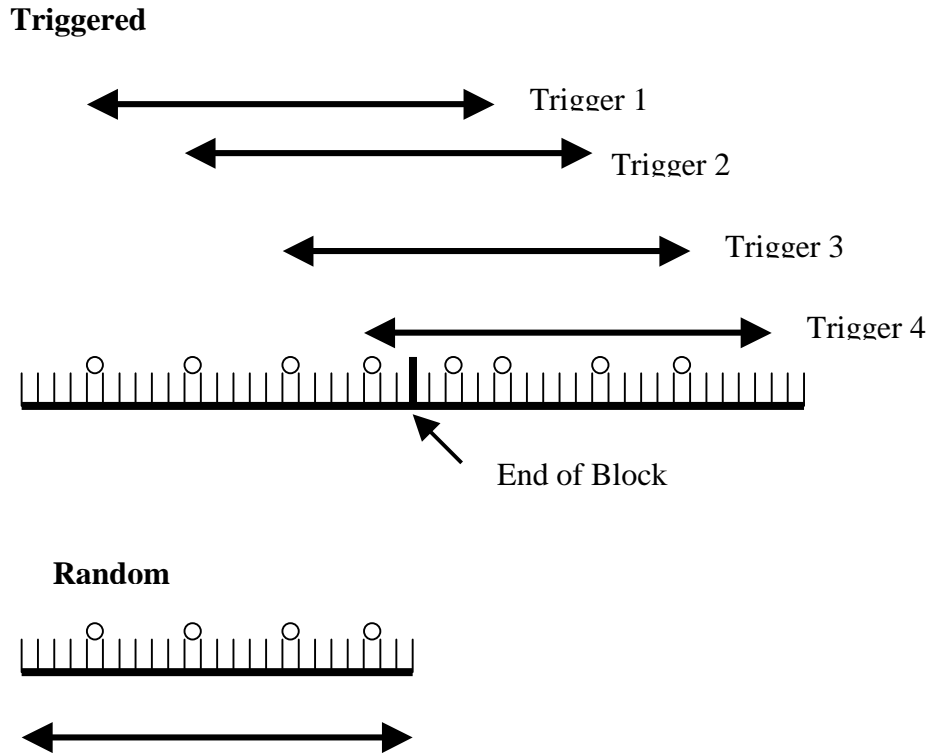 Triggered
Trigger 1
Trigger 2
Trigger 3
Trigger 4
End of Block
Random